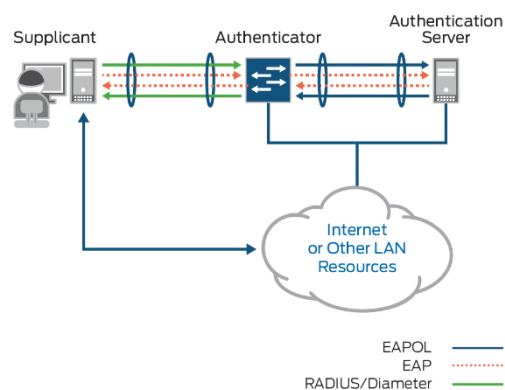 Supplicant
Authenticator
Authentication
Server
Internet
or Other LAN
Resources
EAPOL
EAP
RADIUS/Diameter